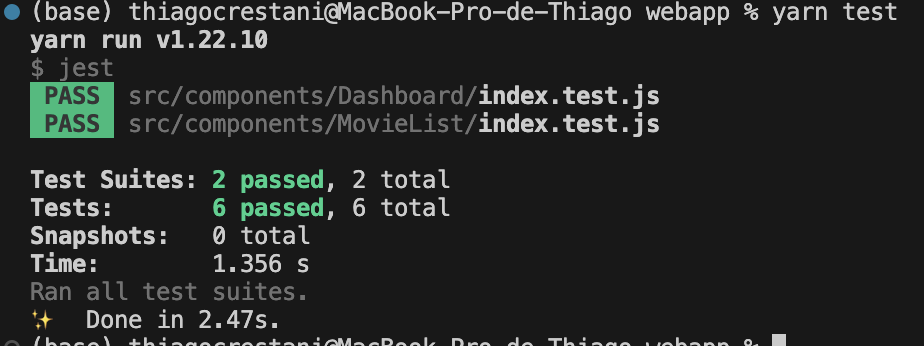 (base) thiagocrestani@MacBook-Pro-de-Thiago webapp % yarn test
yarn run v1.22.10
$ jest
PASS src/components/Dashboard/index.test.js
PASS src/components/MovieList/index.test.js
Test Suites: 2 passed, 2 total
Tests: 6 passed, 6 total
Snapshots: 0 total
Time: 1.356 s
Ran all test suites.
✨ Done in 2.47s.
(base) thiagocrestani@MacBook-Pro-de-Thiago webapp %